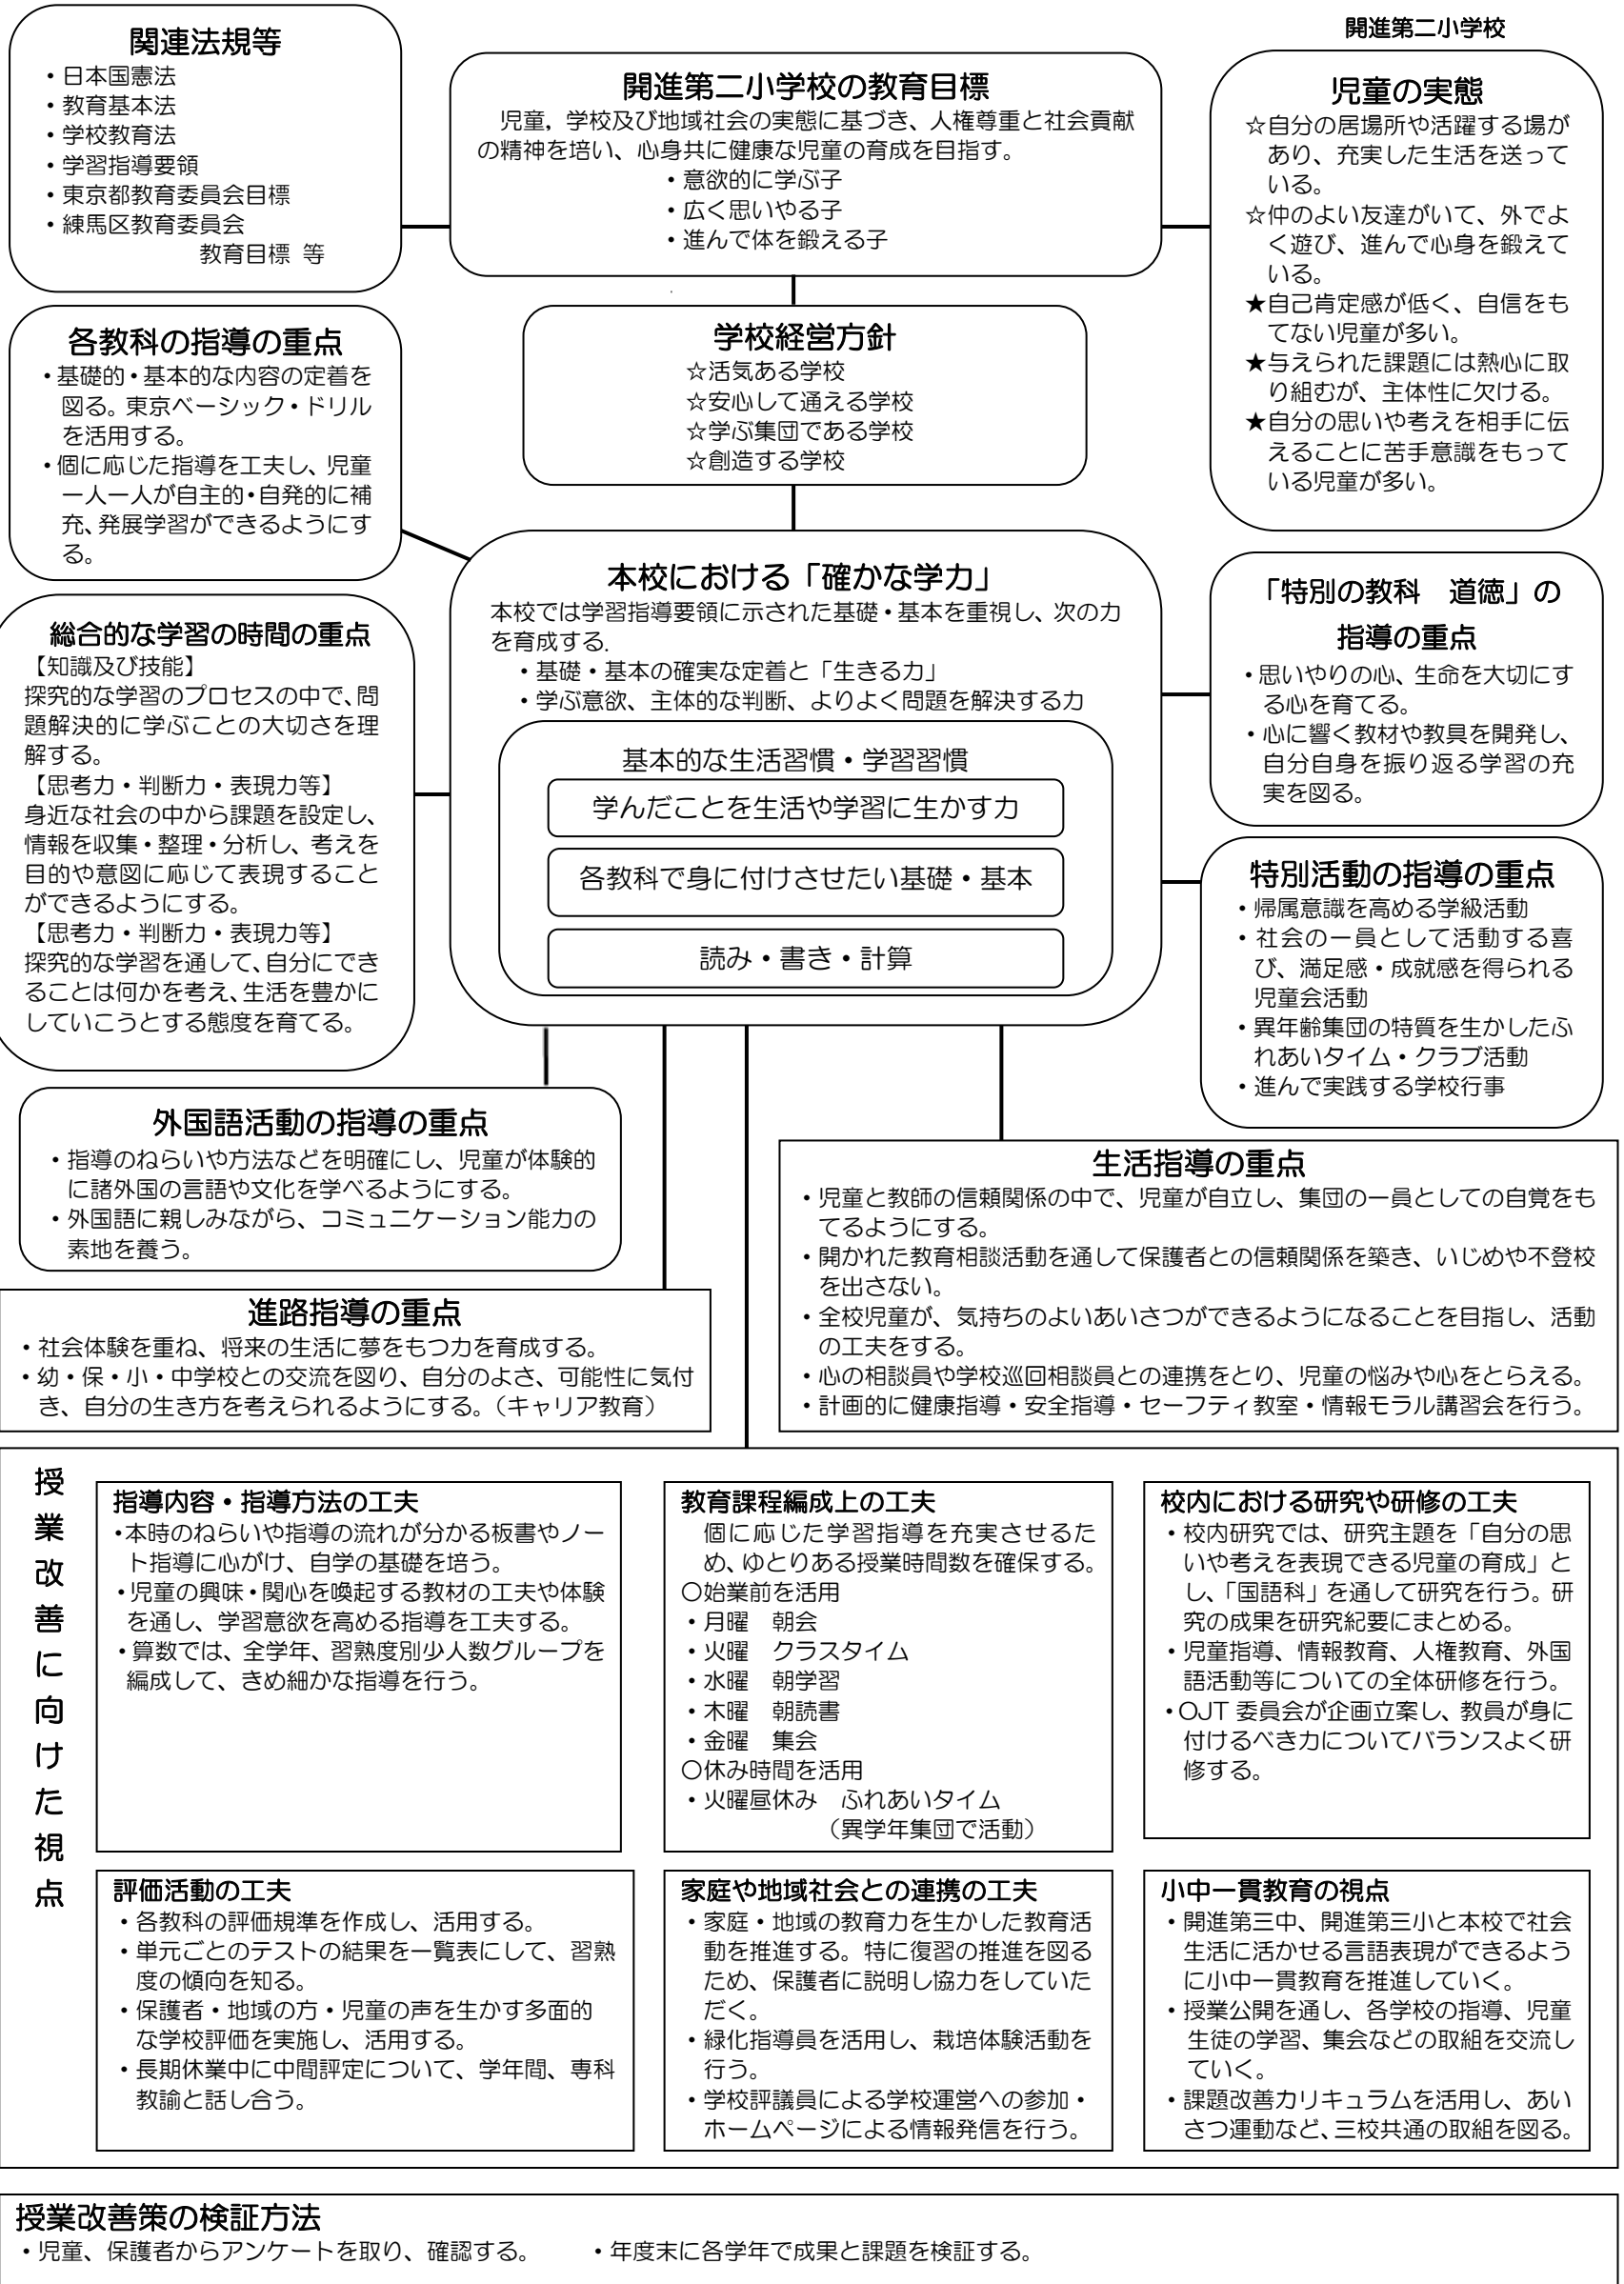 開進第二小学校
関連法規等
・日本国憲法
・教育基本法
・学校教育法
・学習指導要領
・東京都教育委員会目標
・練馬区教育委員会
教育目標 等
開進第二小学校の教育目標
児童，学校及び地域社会の実態に基づき、人権尊重と社会貢献
の精神を培い、心身共に健康な児童の育成を目指す。
・意欲的に学ぶ子
・広く思いやる子
・進んで体を鍛える子
児童の実態
☆自分の居場所や活躍する場が
あり、充実した生活を送って
いる。
☆仲のよい友達がいて、外でよ
く遊び、進んで心身を鍛えて
いる。
★自己肯定感が低く、自信をも
てない児童が多い。
★与えられた課題には熱心に取
り組むが、主体性に欠ける。
★自分の思いや考えを相手に伝
えることに苦手意識をもって
いる児童が多い。
各教科の指導の重点
・基礎的・基本的な内容の定着を
図る。東京ベーシック・ドリル
を活用する。
・個に応じた指導を工夫し、児童
一人一人が自主的・自発的に補
充、発展学習ができるようにす
る。
学校経営方針
☆活気ある学校
☆安心して通える学校
☆学ぶ集団である学校
☆創造する学校
本校における「確かな学力」
本校では学習指導要領に示された基礎・基本を重視し、次の力
を育成する.
・基礎・基本の確実な定着と「生きる力」
・学ぶ意欲、主体的な判断、よりよく問題を解決する力
基本的な生活習慣・学習習慣
学んだことを生活や学習に生かす力
各教科で身に付けさせたい基礎・基本
読み・書き・計算
総合的な学習の時間の重点
【知識及び技能】
探究的な学習のプロセスの中で、問
題解決的に学ぶことの大切さを理
解する。
【思考力・判断力・表現力等】
身近な社会の中から課題を設定し、
情報を収集・整理・分析し、考えを
目的や意図に応じて表現すること
ができるようにする。
【思考力・判断力・表現力等】
探究的な学習を通して、自分にでき
ることは何かを考え、生活を豊かに
していこうとする態度を育てる。
「特別の教科　道徳」の
指導の重点
・思いやりの心、生命を大切にす
る心を育てる。
・心に響く教材や教員を開発し、
自分自身を振り返る学習の充
実を図る。
特別活動の指導の重点
・帰属意識を高める学級活動
・社会の一員として活動する喜
び、満足感・成就感を得られる
児童会活動
・異年齢集団の特質を生かしたふ
れあいタイム・クラブ活動
・進んで実践する学校行事
外国語活動の指導の重点
・指導のねらいや方法などを明確にし、児童が体験的
に諸外国の言語や文化を学べるようにする。
・外国語に親しみながら、コミュニケーション能力の
素地を養う。
生活指導の重点
・児童と教師の信頼関係の中で、児童が自立し、集団の一員としての自覚をも
てるようにする。
・開かれた教育相談活動を通して保護者との信頼関係を築き、いじめや不登校
を出さない。
・全校児童が、気持ちのよいあいさつができるようになることを目指し、活動
の工夫をする。
・心の相談員や学校巡回相談員との連携をとり、児童の悩みや心をとらえる。
・計画的に健康指導・安全指導・セーフティ教室・情報モラル講習会を行う。
進路指導の重点
・社会体験を重ね、将来の生活に夢をもつ力を育成する。
・幼・保・小・中学校との交流を図り、自分のよさ、可能性に気付
き、自分の生き方を考えられるようにする。（キャリア教育）
授業改善に向けた視点
指導内容・指導方法の工夫
・本時のねらいや指導の流れが分かる板書やノー
ト指導に心がけ、自学の基礎を培う。
・児童の興味・関心を喚起する教材の工夫や体験
を通し、学習意欲を高める指導を工夫する。
・算数では、全学年、習熟度別少人数グループを
編成して、きめ細かな指導を行う。
教育課程編成上の工夫
個に応じた学習指導を充実させるた
め、ゆとりある授業時間数を確保する。
〇始業前を活用
・月曜　朝会
・火曜　クラスタイム
・水曜　朝学習
・木曜　朝読書
・金曜　集会
〇休み時間を活用
・火曜昼休み　ふれあいタイム
（異学年集団で活動）
校内における研究や研修の工夫
・校内研究では、研究主題を「自分の思
いや考えを表現できる児童の育成」と
し、「国語科」を通して研究を行う。研
究の成果を研究紀要にまとめる。
・児童指導、情報教育、人権教育、外国
語活動等についての全体研修を行う。
・OJT 委員会が企画立案し、教員が身に
付けるべき力についてバランスよく研
修する。
評価活動の工夫
・各教科の評価規準を作成し、活用する。
・単元ごとのテストの結果を一覧表にして、習熟
度の傾向を知る。
・保護者・地域の方・児童の声を生かす多面的
な学校評価を実施し、活用する。
・長期休業中に中間評定について、学年間、専科
教諭と話し合う。
家庭や地域社会との連携の工夫
・家庭・地域の教育力を生かした教育活
動を推進する。特に復習の推進を図る
ため、保護者に説明し協力をしていた
だく。
・緑化指導員を活用し、栽培体験活動を
行う。
・学校評議員による学校運営への参加・
ホームページによる情報発信を行う。
小中一貫教育の視点
・開進第三中、開進第三小と本校で社会
生活に活かせる言語表現ができるよう
に小中一貫教育を推進していく。
・授業公開を通し、各学校の指導、児童
生徒の学習、集会などの取組を交流し
ていく。
・課題改善カリキュラムを活用し、あい
さつ運動など、三校共通の取組を図る。
授業改善策の検証方法
・児童、保護者からアンケートを取り、確認する。　・年度末に各学年で成果と課題を検証する。